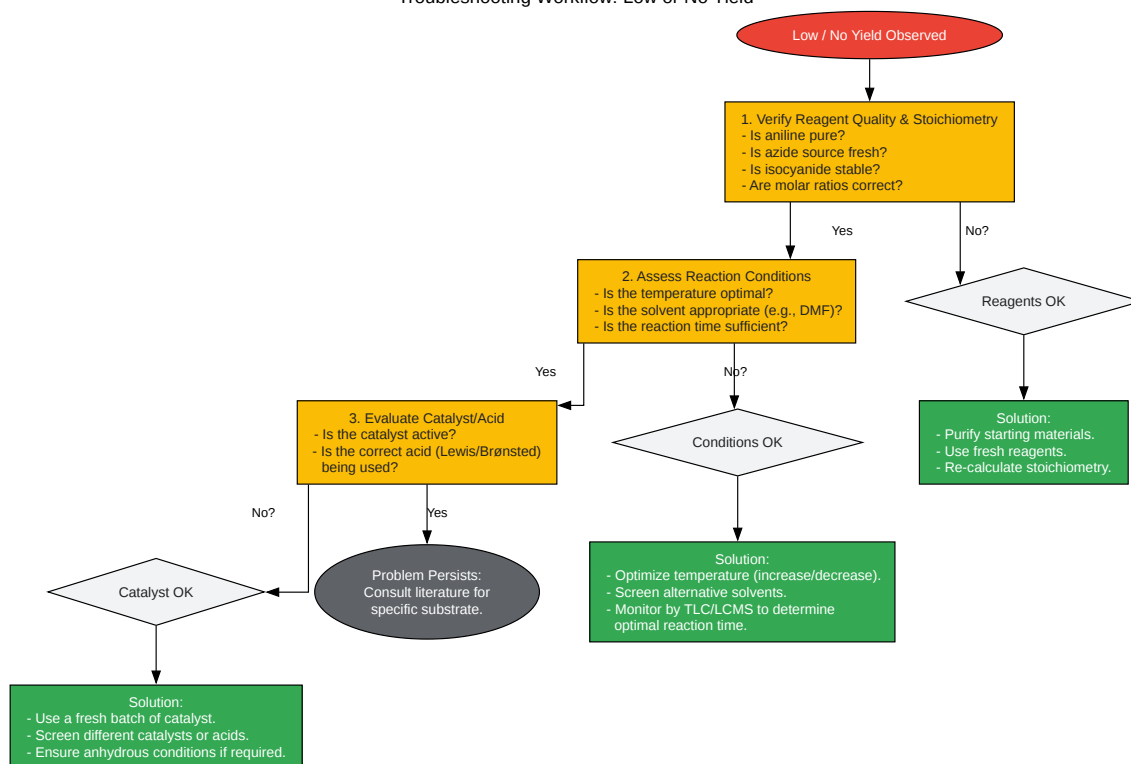 Troubleshooting Workflow: Low or No Yield
Low / No Yield Observed
1. Verify Reagent Quality & Stoichiometry
- Is aniline pure?
- Is azide source fresh?
- Is isocyanide stable?
- Are molar ratios correct?
Yes
No?
2. Assess Reaction Conditions
- Is the temperature optimal?
- Is the solvent appropriate (e.g., DMF)?
- Is the reaction time sufficient?
Reagents OK
Yes
No?
3. Evaluate Catalyst/Acid
- Is the catalyst active?
- Is the correct acid (Lewis/Brønsted)
being used?
Conditions OK
Solution:
- Purify starting materials.
- Use fresh reagents.
- Re-calculate stoichiometry.
No?
Yes
Catalyst OK
Problem Persists:
Consult literature for
specific substrate.
Solution:
- Optimize temperature (increase/decrease).
- Screen alternative solvents.
- Monitor by TLC/LCMS to determine
optimal reaction time.
Solution:
- Use a fresh batch of catalyst.
- Screen different catalysts or acids.
- Ensure anhydrous conditions if required.